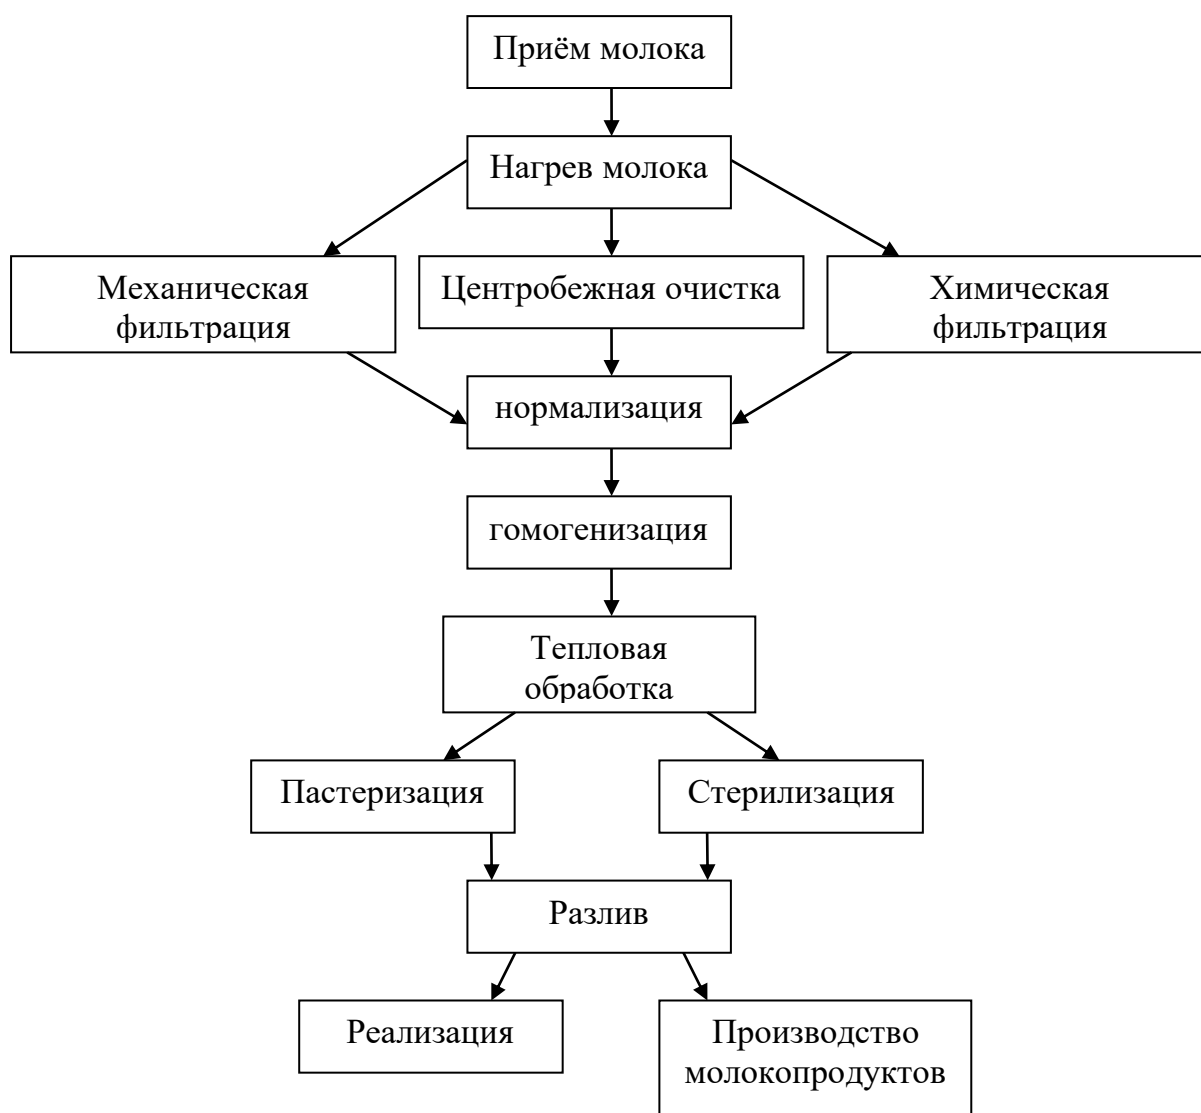 Приём молока
Нагрев молока
Механическая
фильтрация
Центробежная очистка
Химическая
фильтрация
нормализация
гомогенизация
Тепловая
обработка
Пастеризация
Стерилизация
Разлив
Реализация
Производство
молокопродуктов